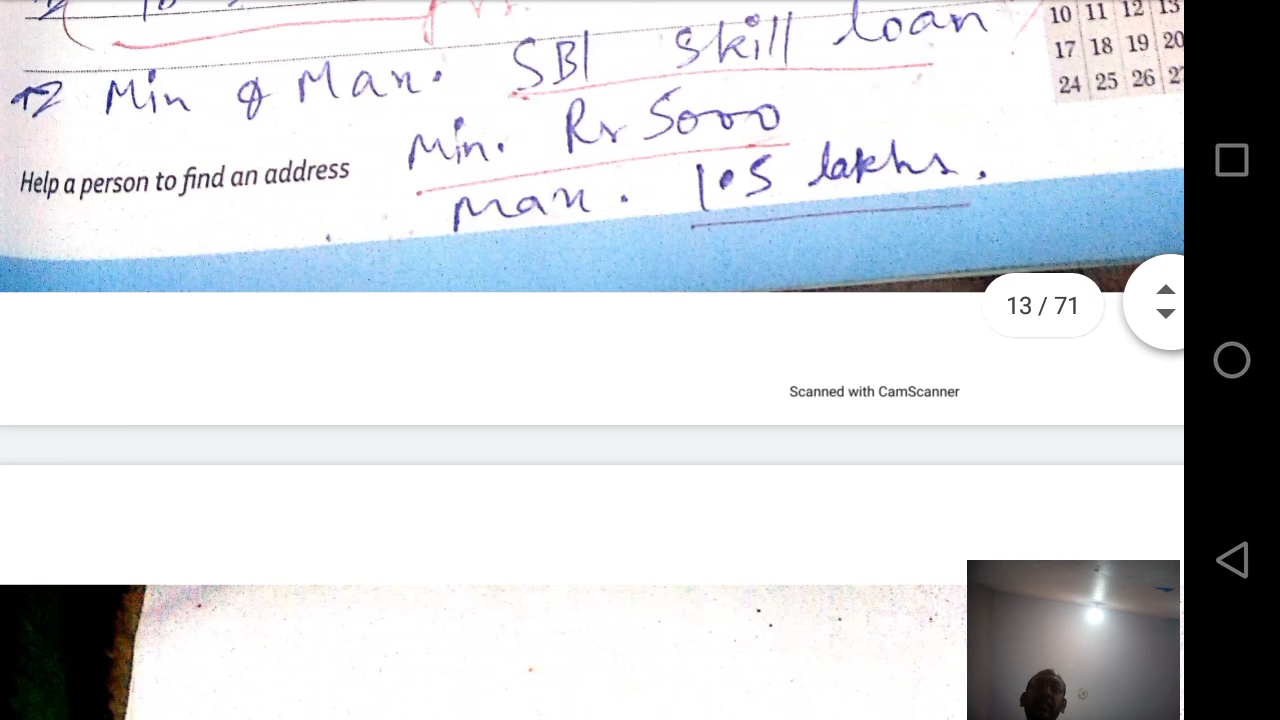 10 11 12 13
17 18 19 20
24 25 26
Min & Max. SBI Skill loan
Min. Rs 5000
Help a person to find an address
Max. 1.5 lakhs.
13 / 71
Scanned with CamScanner